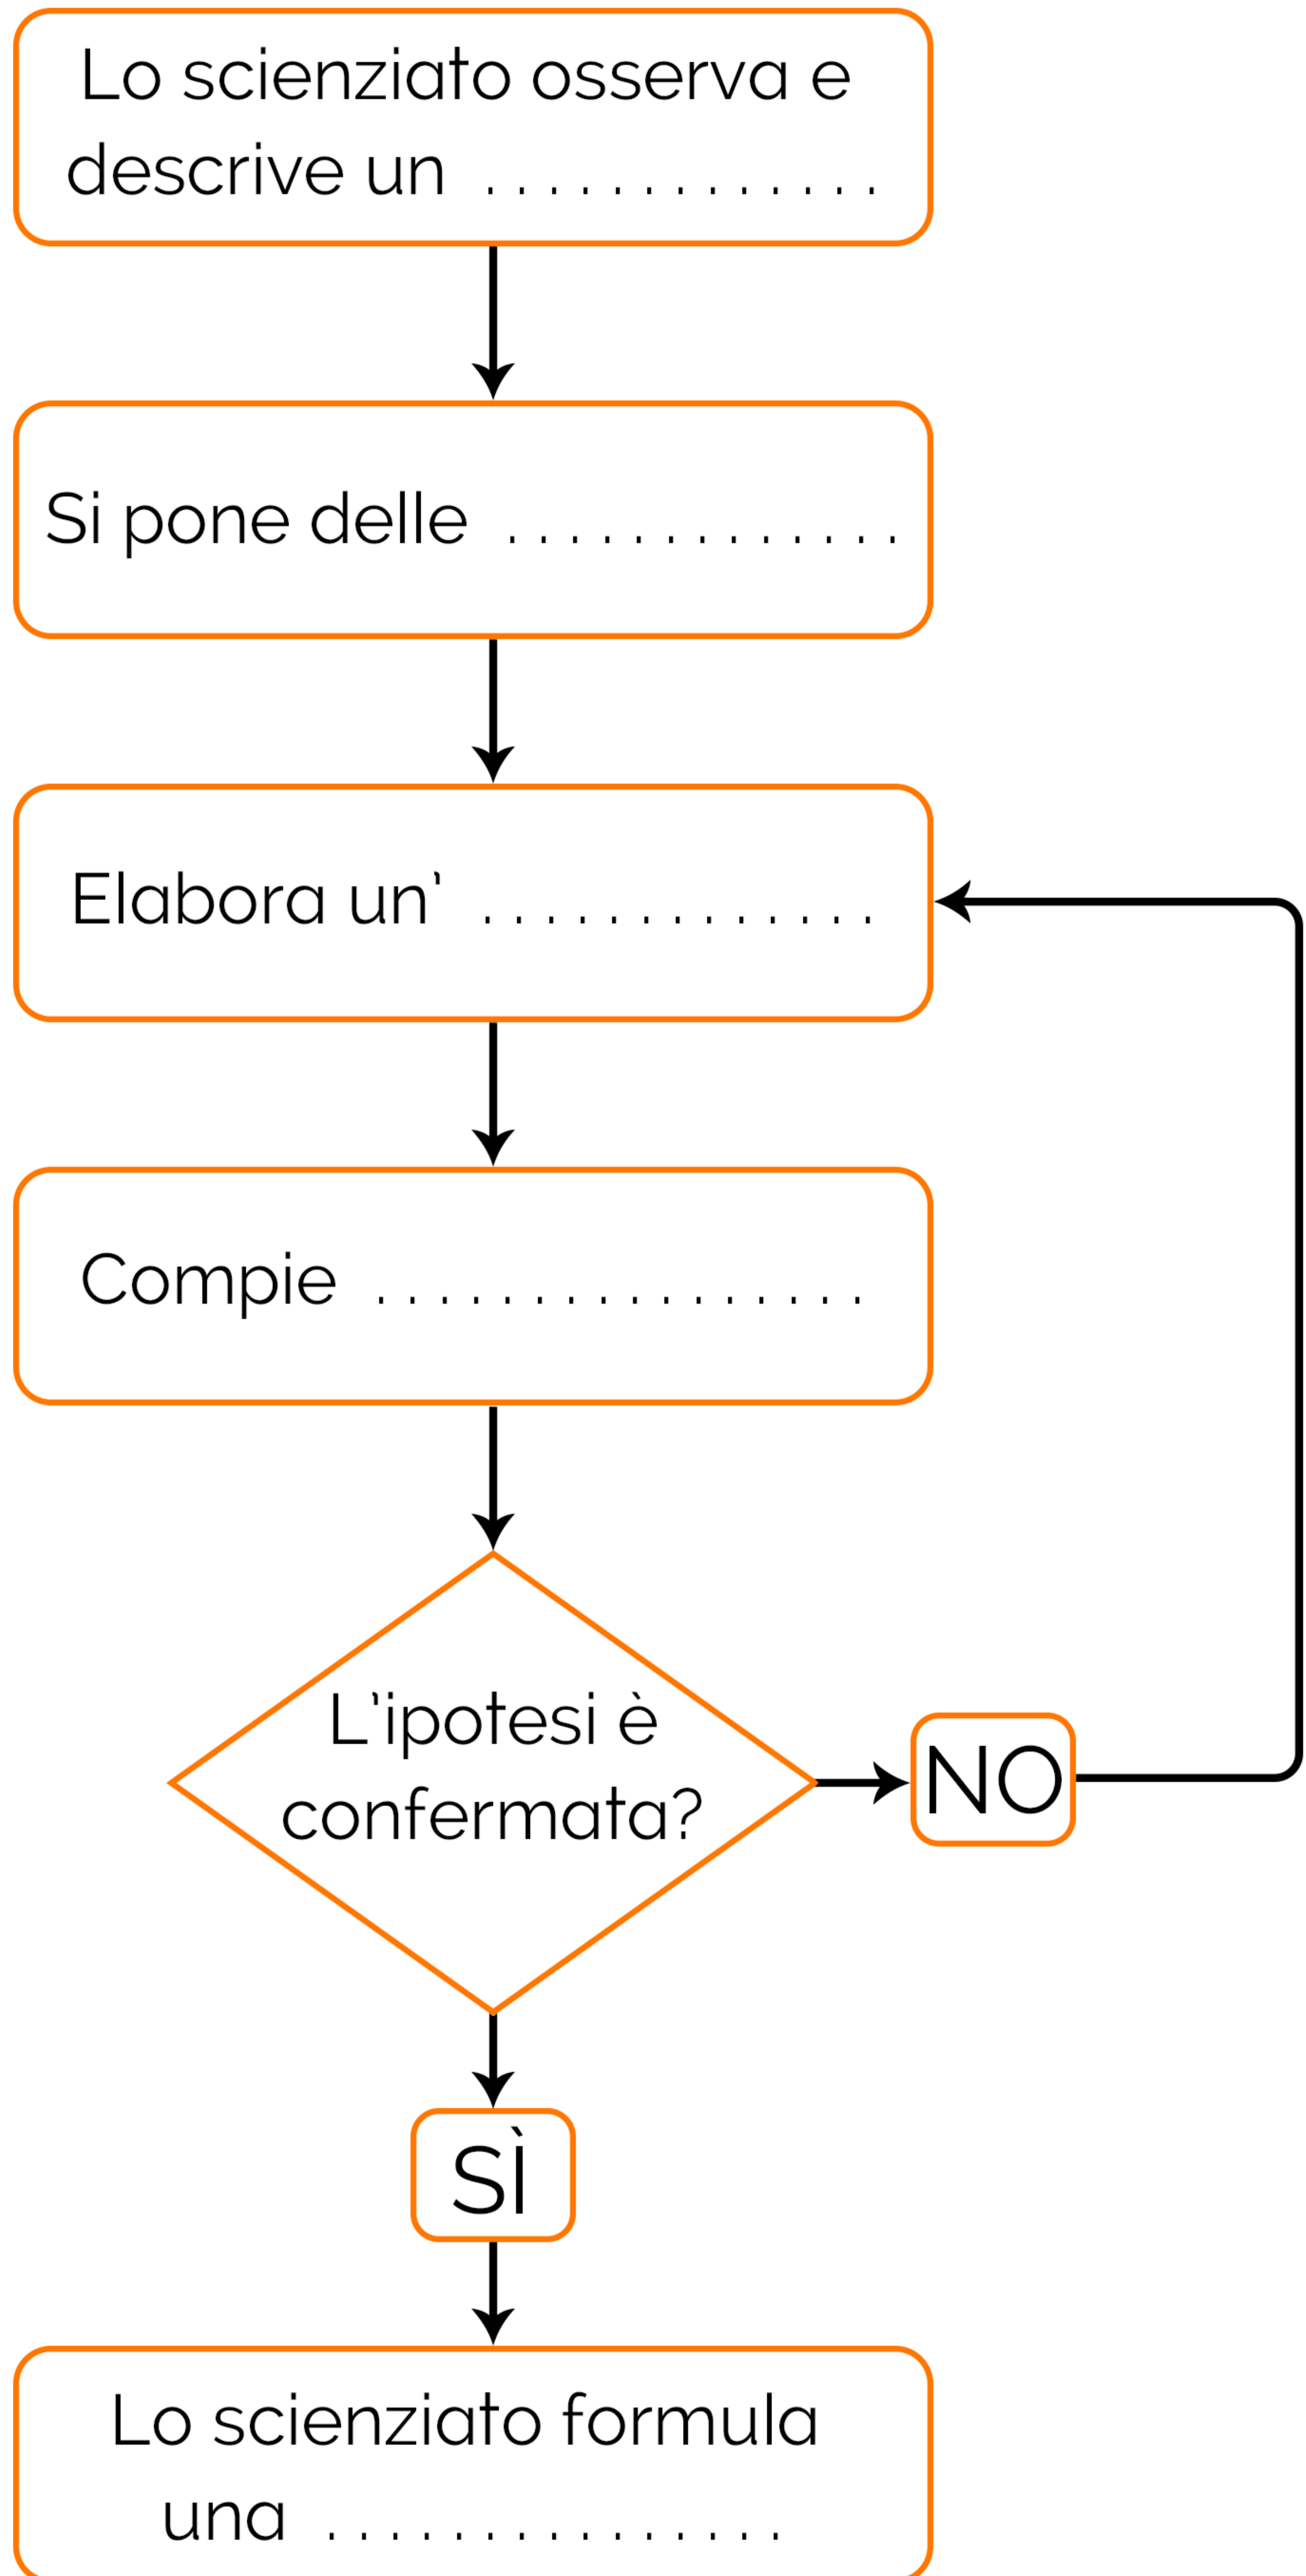 Lo scienziato osserva e
descrive un . . . . . . . . . . . . .
Si pone delle . . . . . . . . . . . . .
Elabora un' . . . . . . . . . . . . .
Compie . . . . . . . . . . . . . . . .
L'ipotesi è
confermata?
NO
SÌ
Lo scienziato formula
una . . . . . . . . . . . . . . .